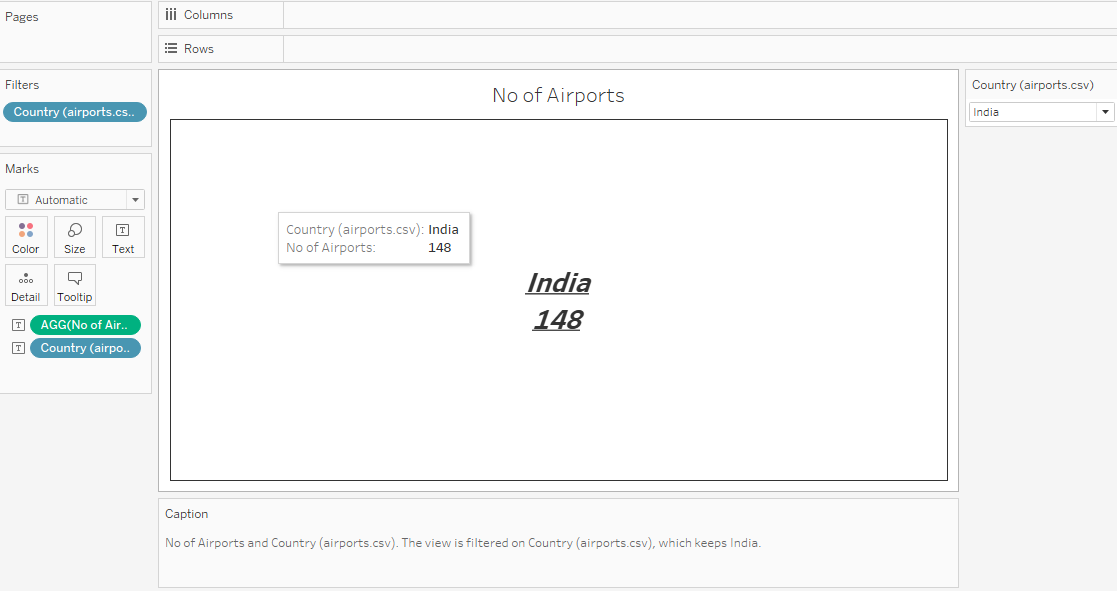 Pages
Columns
Rows
Filters
Country (airports.cs..
Marks
T Automatic
Color
Size
T
Text
Detail
Tooltip
T AGG(No of Air..
T Country (airpo..
No of Airports
Country (airports.csv): India
No of Airports: 148
India
148
Country (airports.csv)
India
Caption
No of Airports and Country (airports.csv). The view is filtered on Country (airports.csv), which keeps India.